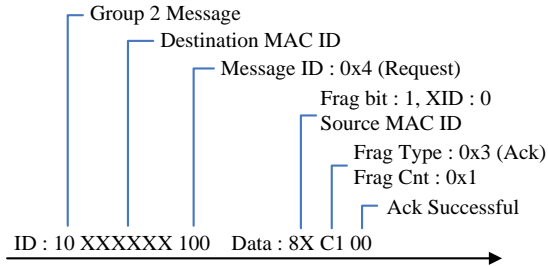 Group 2 Message
Destination MAC ID
Message ID : 0x4 (Request)
Frag bit : 1, XID : 0
Source MAC ID
Frag Type : 0x3 (Ack)
Frag Cnt : 0x1
Ack Successful
ID : 10 XXXXXX 100 Data : 8X C1 00